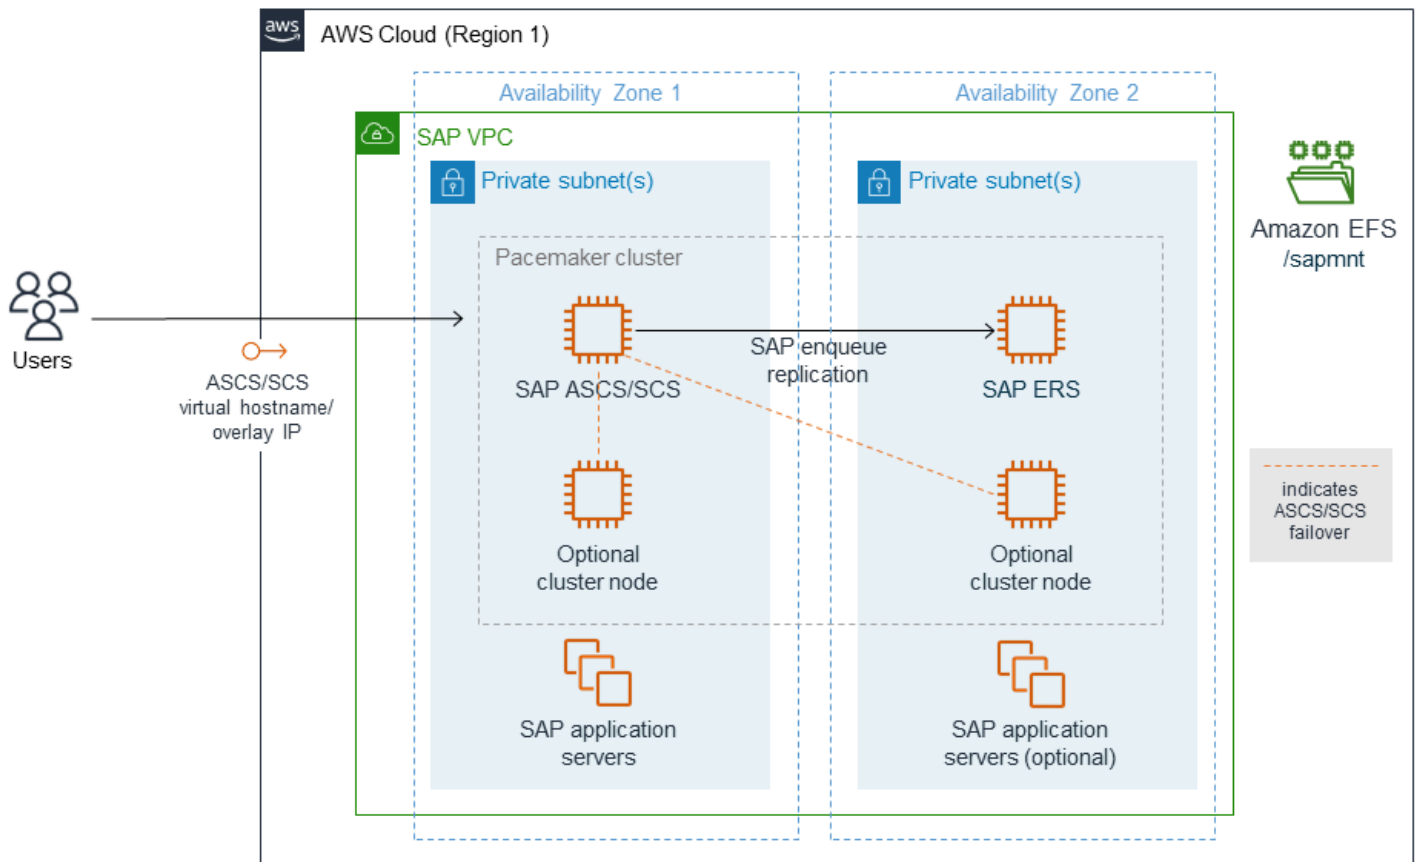 aws
AWS Cloud (Region 1)
Availability Zone 1
Availability Zone 2
SAP VPC
Private subnet(s)
Private subnet(s)
Amazon EFS
/sapmnt
Pacemaker cluster
Users
ASCS/SCS
virtual hostname/
overlay IP
SAP ASCS/SCS
SAP enqueue
replication
SAP ERS
indicates
ASCS/SCS
failover
Optional
cluster node
Optional
cluster node
SAP application
servers
SAP application
servers (optional)